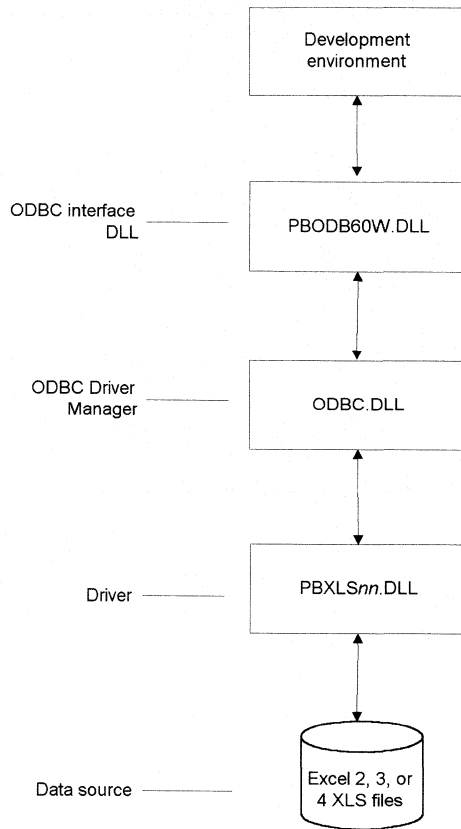 Development
environment
ODBC interface
DLL
PBODB60W.DLL
ODBC Driver
Manager
ODBC.DLL
Driver
PBXLSnn.DLL
Data source
Excel 2, 3, or
4 XLS files